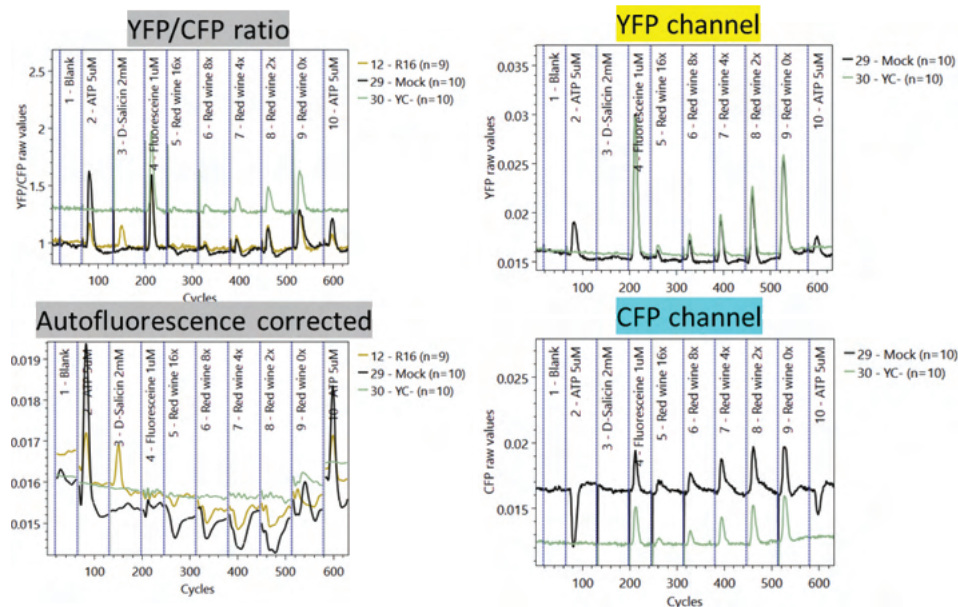 YFP/CFP ratio
YFP/CFP raw values
2.5
2
1.5
1
1 - Blank
2 - ATP 5uM
3 - D-Salicin 2mM
4 - Fluoresceine 1uM
5 - Red wine 16x
6 - Red wine 8x
7 - Red wine 4x
8 - Red wine 2x
9 - Red wine 0x
10 - ATP 5uM
0 100 200 300 400 500 600
Cycles
12 - R16 (n=9)
29 - Mock (n=10)
30 - YC- (n=10)
YFP channel
YFP raw values
0.035
0.03
0.025
0.02
0.015
1 - Blank
2 - ATP 5uM
3 - D-Salicin 2mM
4 - Fluoresceine 1uM
5 - Red wine 16x
6 - Red wine 8x
7 - Red wine 4x
8 - Red wine 2x
9 - Red wine 0x
10 - ATP 5uM
0 100 200 300 400 500 600
Cycles
29 - Mock (n=10)
30 - YC- (n=10)
Autofluorescence corrected
0.019
0.018
0.017
0.016
0.015
1 - Blank
2 - ATP 5uM
3 - D-Salicin 2mM
4 - Fluoresceine 1uM
5 - Red wine 16x
6 - Red wine 8x
7 - Red wine 4x
8 - Red wine 2x
9 - Red wine 0x
10 - ATP 5uM
100 200 300 400 500 600
Cycles
12 - R16 (n=9)
29 - Mock (n=10)
30 - YC- (n=10)
CFP channel
CFP raw values
0.025
0.02
0.015
1 - Blank
2 - ATP 5uM
3 - D-Salicin 2mM
4 - Fluoresceine 1uM
5 - Red wine 16x
6 - Red wine 8x
7 - Red wine 4x
8 - Red wine 2x
9 - Red wine 0x
10 - ATP 5uM
0 100 200 300 400 500 600
Cycles
29 - Mock (n=10)
30 - YC- (n=10)